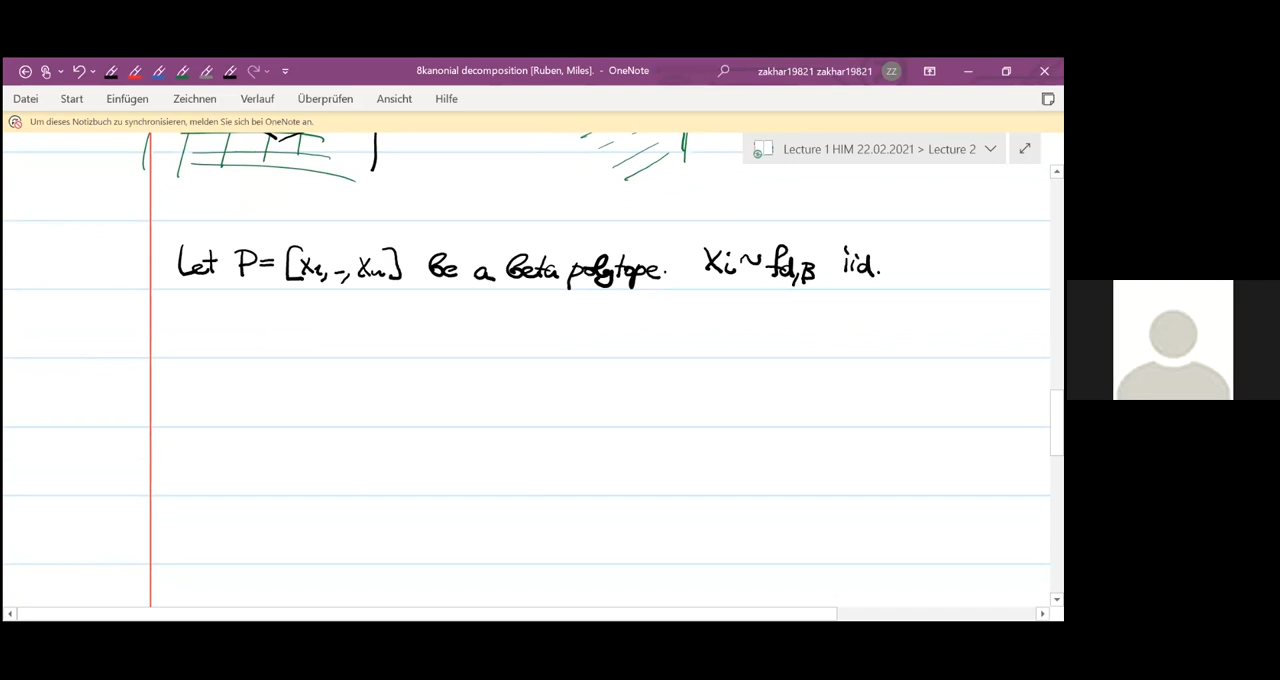 8kanonial decomposition [Ruben, Miles]. - OneNote
zakhar19821 zakhar19821 ZZ
Datei Start Einfügen Zeichnen Verlauf Überprüfen Ansicht Hilfe
Um dieses Notizbuch zu synchronisieren, melden Sie sich bei OneNote an.
Lecture 1 HIM 22.02.2021 > Lecture 2
Let P = [X₁, –, Xₙ] be a beta polytope. Xᵢ ~ f_{d,β} iid.